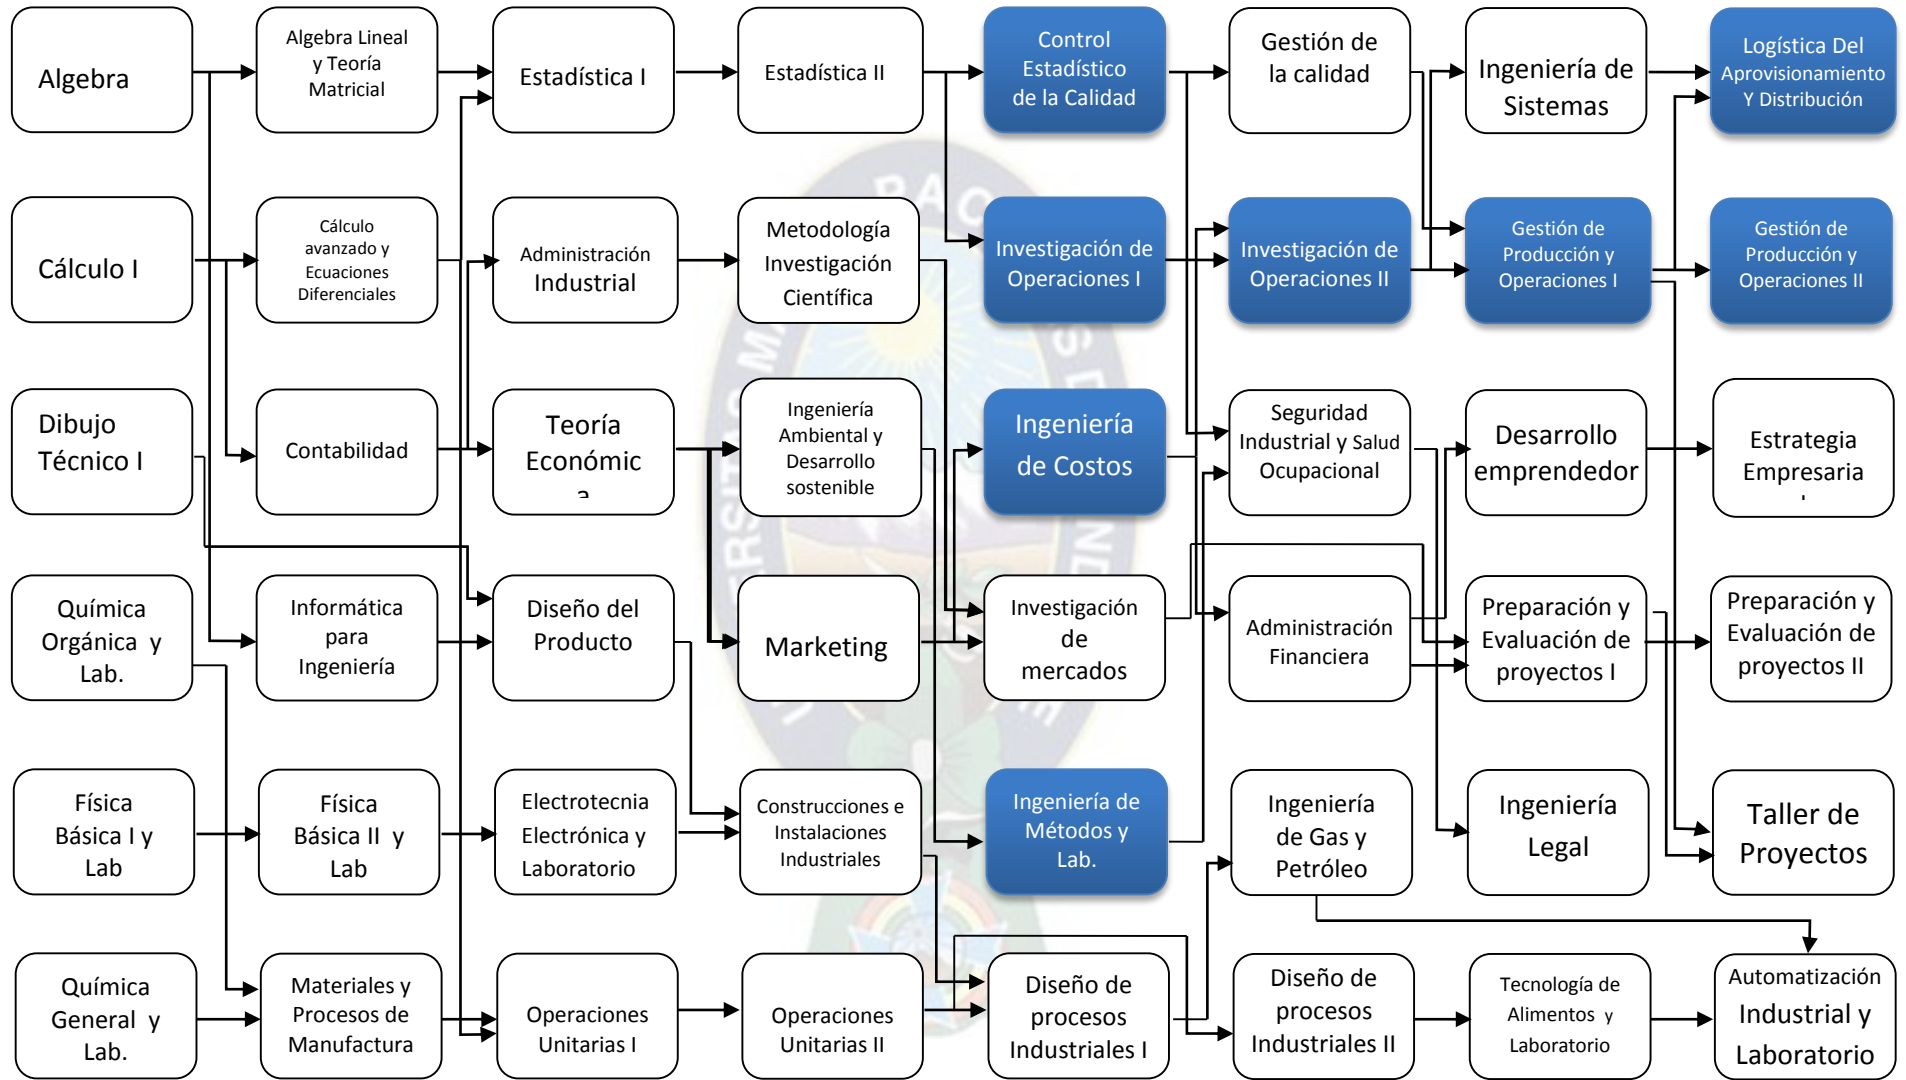 Algebra
Algebra Lineal
y Teoría
Matricial
Estadística I
Estadística II
Control
Estadístico
de la Calidad
Gestión de
la calidad
Ingeniería de
Sistemas
Logística Del
Aprovisionamiento
Y Distribución
Cálculo I
Cálculo
avanzado y
Ecuaciones
Diferenciales
Administración
Industrial
Metodología
Investigación
Científica
Investigación de
Operaciones I
Investigación de
Operaciones II
Gestión de
Producción y
Operaciones I
Gestión de
Producción y
Operaciones II
Dibujo
Técnico I
Contabilidad
Teoría
Económic
a
Ingeniería
Ambiental y
Desarrollo
sostenible
Ingeniería
de Costos
Seguridad
Industrial y Salud
Ocupacional
Desarrollo
emprendedor
Estrategia
Empresaria
l
Química
Orgánica y
Lab.
Informática
para
Ingeniería
Diseño del
Producto
Marketing
Investigación
de
mercados
Administración
Financiera
Preparación y
Evaluación de
proyectos I
Preparación y
Evaluación de
proyectos II
Física
Básica I y
Lab
Física
Básica II y
Lab
Electrotecnia
Electrónica y
Laboratorio
Construcciones e
Instalaciones
Industriales
Ingeniería de
Métodos y
Lab.
Ingeniería
de Gas y
Petróleo
Ingeniería
Legal
Taller de
Proyectos
Química
General y
Lab.
Materiales y
Procesos de
Manufactura
Operaciones
Unitarias I
Operaciones
Unitarias II
Diseño de
procesos
Industriales I
Diseño de
procesos
Industriales II
Tecnología de
Alimentos y
Laboratorio
Automatización
Industrial y
Laboratorio